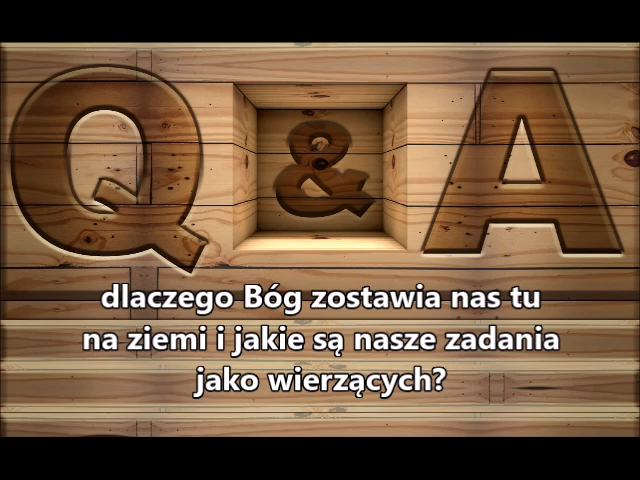 Q & A
dlaczego Bóg zostawia nas tu
na ziemi i jakie są nasze zadania
jako wierzących?